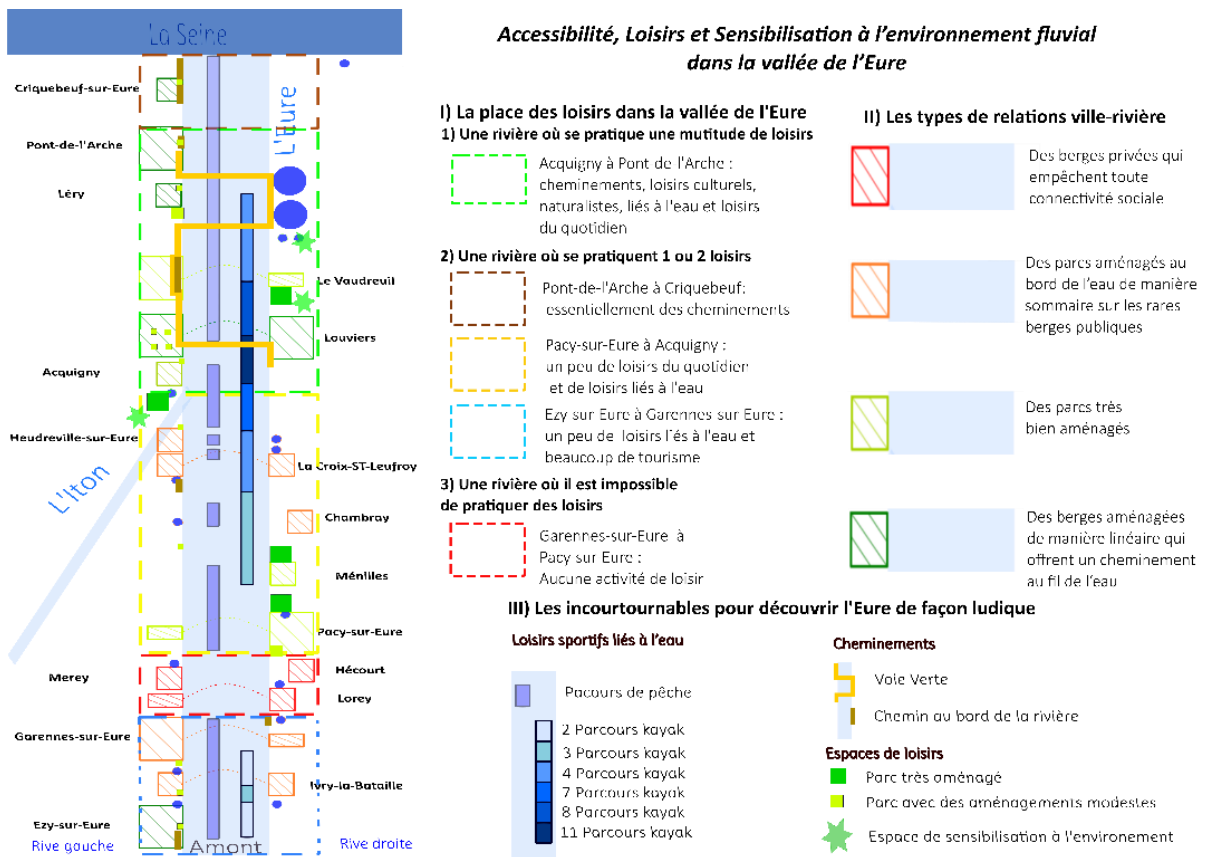 La Seine
Criquebeuf-sur-Eure
L'Eure
Pont-de-l'Arche
Léry
Le Vaudreuil
Louviers
Acquigny
Heudreville-sur-Eure
La Croix-ST-Leufroy
L'Iton
Chambray
Ménilles
Pacy-sur-Eure
Hécourt
Merey
Lorey
Garennes-sur-Eure
Ivry-la-Bataille
Ezy-sur-Eure
Rive gauche
Amont
Rive droite
Accessibilité, Loisirs et Sensibilisation à l'environnement fluvial
dans la vallée de l'Eure
I) La place des loisirs dans la vallée de l'Eure
1) Une rivière où se pratique une mutitude de loisirs
Acquigny à Pont-de-l'Arche :
cheminements, loisirs culturels,
naturalistes, liés à l'eau et loisirs
du quotidien
2) Une rivière où se pratiquent 1 ou 2 loisirs
Pont-de-l'Arche à Criquebeuf:
essentiellement des cheminements
Pacy-sur-Eure à Acquigny :
un peu de loisirs du quotidien
et de loisirs liés à l'eau
Ezy-sur-Eure à Garennes-sur-Eure :
un peu de loisirs liés à l'eau et
beaucoup de tourisme
3) Une rivière où il est impossible
de pratiquer des loisirs
Garennes-sur-Eure à
Pacy sur Eure :
Aucune activité de loisir
II) Les types de relations ville-rivière
Des berges privées qui
empêchent toute
connectivité sociale
Des parcs aménagés au
bord de l'eau de manière
sommaire sur les rares
berges publiques
Des parcs très
bien aménagés
Des berges aménagées
de manière linéaire qui
offrent un cheminement
au fil de l'eau
III) Les incourtournables pour découvrir l'Eure de façon ludique
Loisirs sportifs liés à l'eau
Pacours de pêche
2 Parcours kayak
3 Parcours kayak
4 Parcours kayak
7 Parcours kayak
8 Parcours kayak
11 Parcours kayak
Cheminements
Voie Verte
Chemin au bord de la rivière
Espaces de loisirs
Parc très aménagé
Parc avec des aménagements modestes
Espace de sensibilisation à l'environement